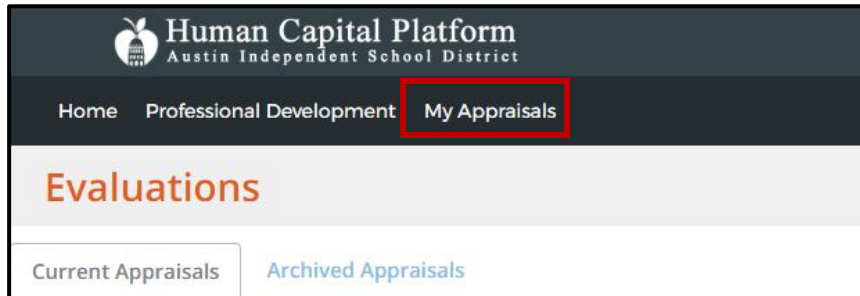 Human Capital Platform
Austin Independent School District
Home Professional Development My Appraisals
Evaluations
Current Appraisals Archived Appraisals